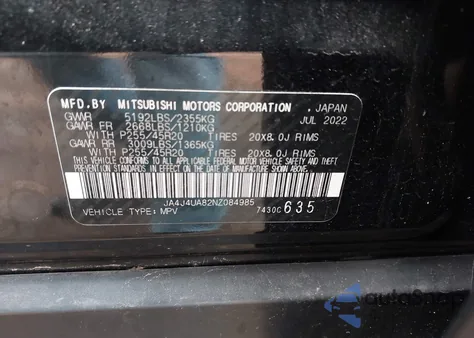 MFD.BY MITSUBISHI MOTORS CORPORATION . JAPAN
GVWR 5192LBS/2355KG JUL 2022
GAWR FR 2668LBS/1210KG
WITH P255/45R20 TIRES 20X8.0J RIMS
GAWR RR 3009LBS/1365KG
WITH P255/45R20 TIRES 20X8.0J RIMS
THIS VEHICLE CONFORMS TO ALL APPLICABLE FEDERAL MOTOR VEHICLE SAFETY AND THEFT PREVENTION STANDARDS IN EFFECT ON THE DATE OF MANUFACTURE SHOWN ABOVE.
JA4J4UA82NZ084985
VEHICLE TYPE: MPV 7430C 635